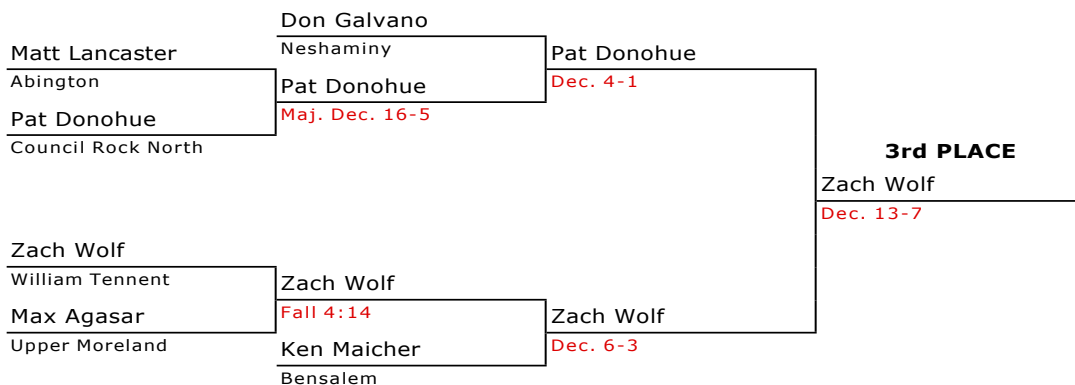 Don Galvano
Matt Lancaster
Neshaminy
Pat Donohue
Abington
Pat Donohue
Dec. 4-1
Pat Donohue
Maj. Dec. 16-5
Council Rock North
3rd PLACE
Zach Wolf
Dec. 13-7
Zach Wolf
William Tennent
Zach Wolf
Max Agasar
Fall 4:14
Zach Wolf
Upper Moreland
Ken Maicher
Dec. 6-3
Bensalem